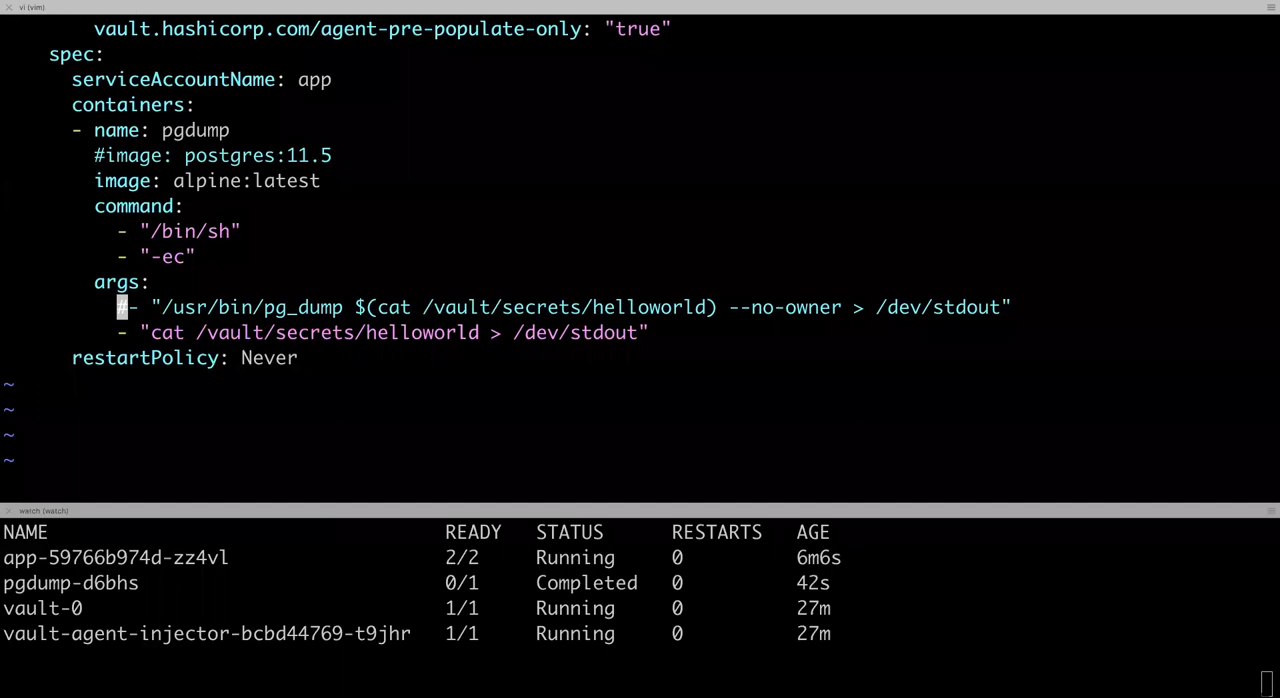 vi (vim)
vault.hashicorp.com/agent-pre-populate-only: "true"
spec:
serviceAccountName: app
containers:
- name: pgdump
#image: postgres:11.5
image: alpine:latest
command:
- "/bin/sh"
- "-ec"
args:
#- "/usr/bin/pg_dump $(cat /vault/secrets/helloworld) --no-owner > /dev/stdout"
- "cat /vault/secrets/helloworld > /dev/stdout"
restartPolicy: Never
~
~
~
~
watch (watch)
NAME READY STATUS RESTARTS AGE
app-59766b974d-zz4vl 2/2 Running 0 6m6s
pgdump-d6bhs 0/1 Completed 0 42s
vault-0 1/1 Running 0 27m
vault-agent-injector-bcbd44769-t9jhr 1/1 Running 0 27m